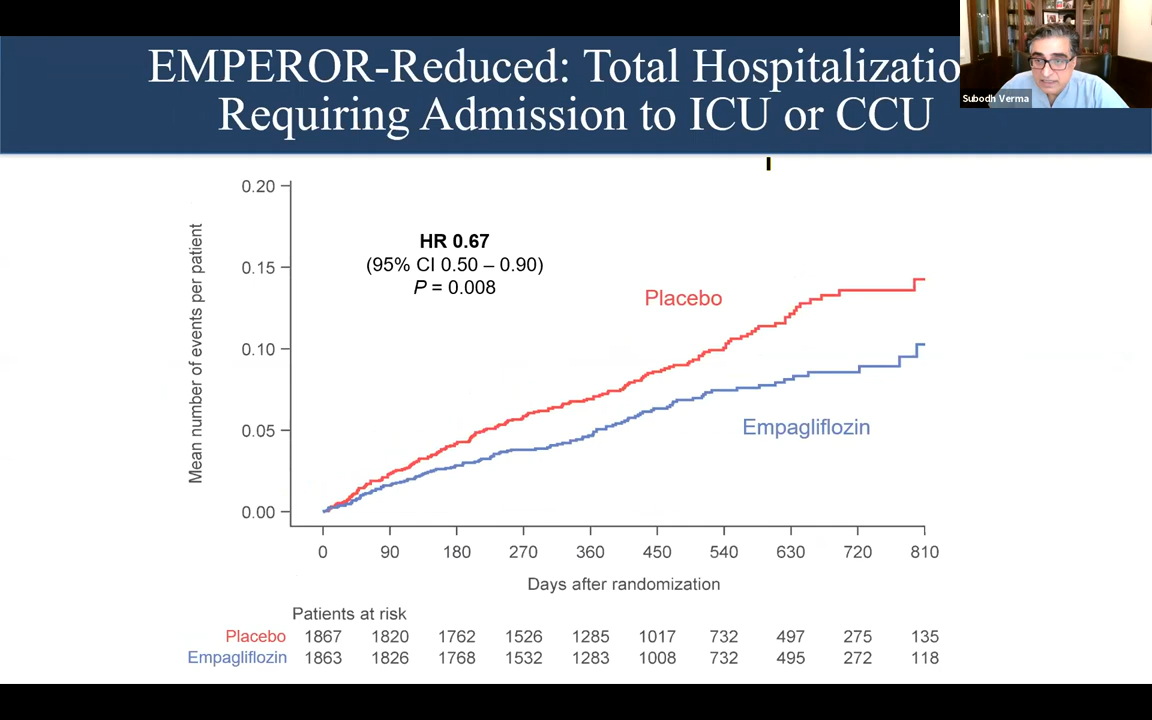 EMPEROR-Reduced: Total Hospitalizatio
Requiring Admission to ICU or CCU
Subodh Verma
0.20
0.15
0.10
0.05
0.00
Mean number of events per patient
HR 0.67
(95% CI 0.50 – 0.90)
P = 0.008
Placebo
Empagliflozin
0 90 180 270 360 450 540 630 720 810
Days after randomization
Patients at risk
Placebo 1867 1820 1762 1526 1285 1017 732 497 275 135
Empagliflozin 1863 1826 1768 1532 1283 1008 732 495 272 118